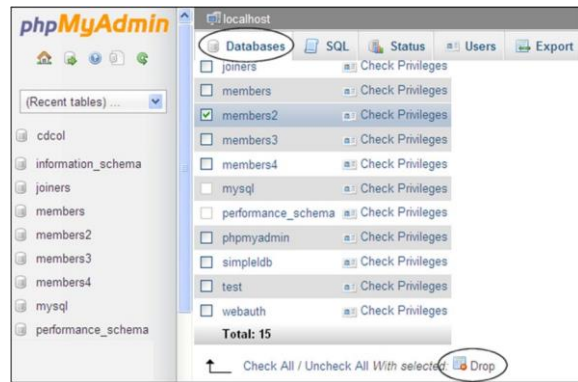 phpMyAdmin
(Recent tables) ...
cdcol
information_schema
joiners
members
members2
members3
members4
mysql
performance_schema
localhost
Databases SQL Status Users Export
joiners Check Privileges
members Check Privileges
members2 Check Privileges
members3 Check Privileges
members4 Check Privileges
mysql Check Privileges
performance_schema Check Privileges
phpmyadmin Check Privileges
simpleldb Check Privileges
test Check Privileges
webauth Check Privileges
Total: 15
Check All / Uncheck All With selected: Drop